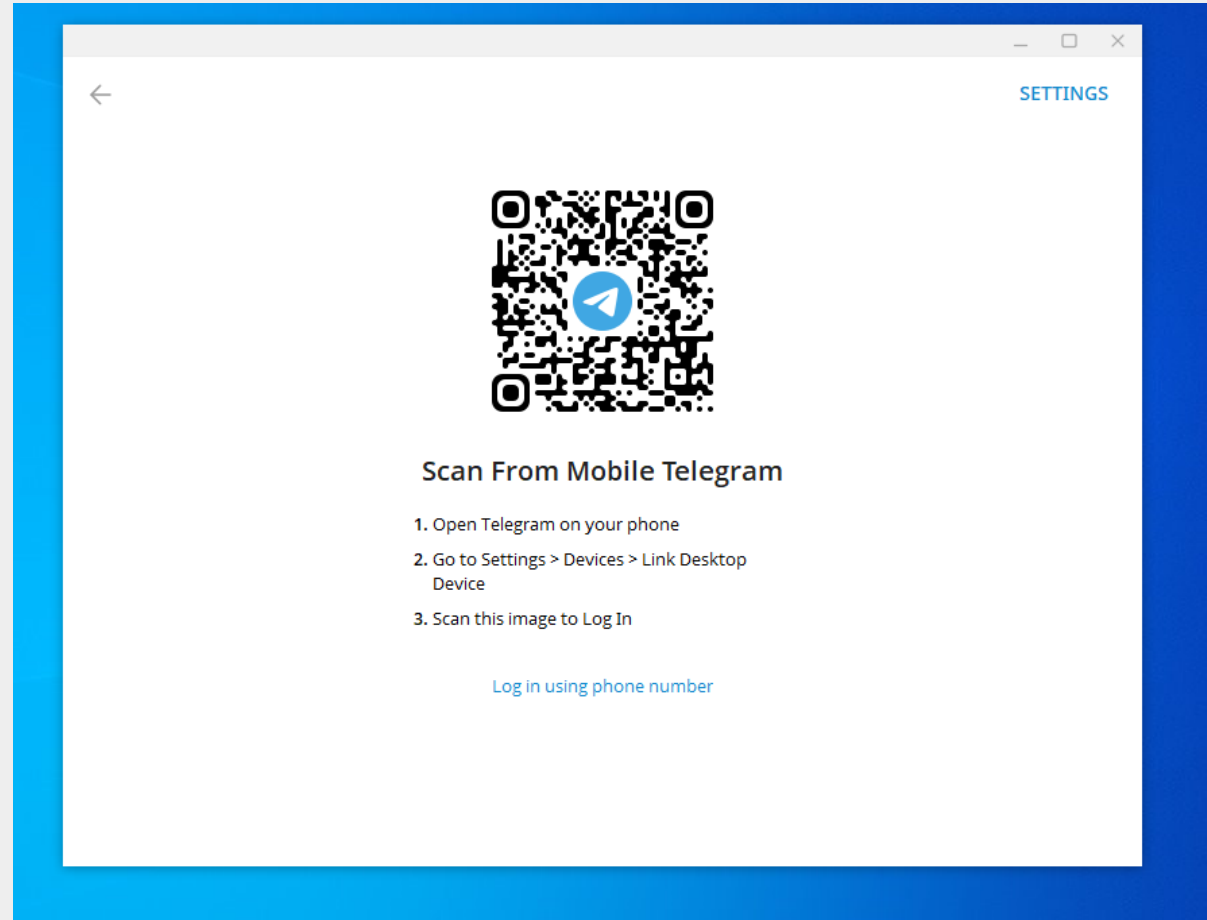 SETTINGS
Scan From Mobile Telegram
1. Open Telegram on your phone
2. Go to Settings > Devices > Link Desktop
Device
3. Scan this image to Log In
Log in using phone number